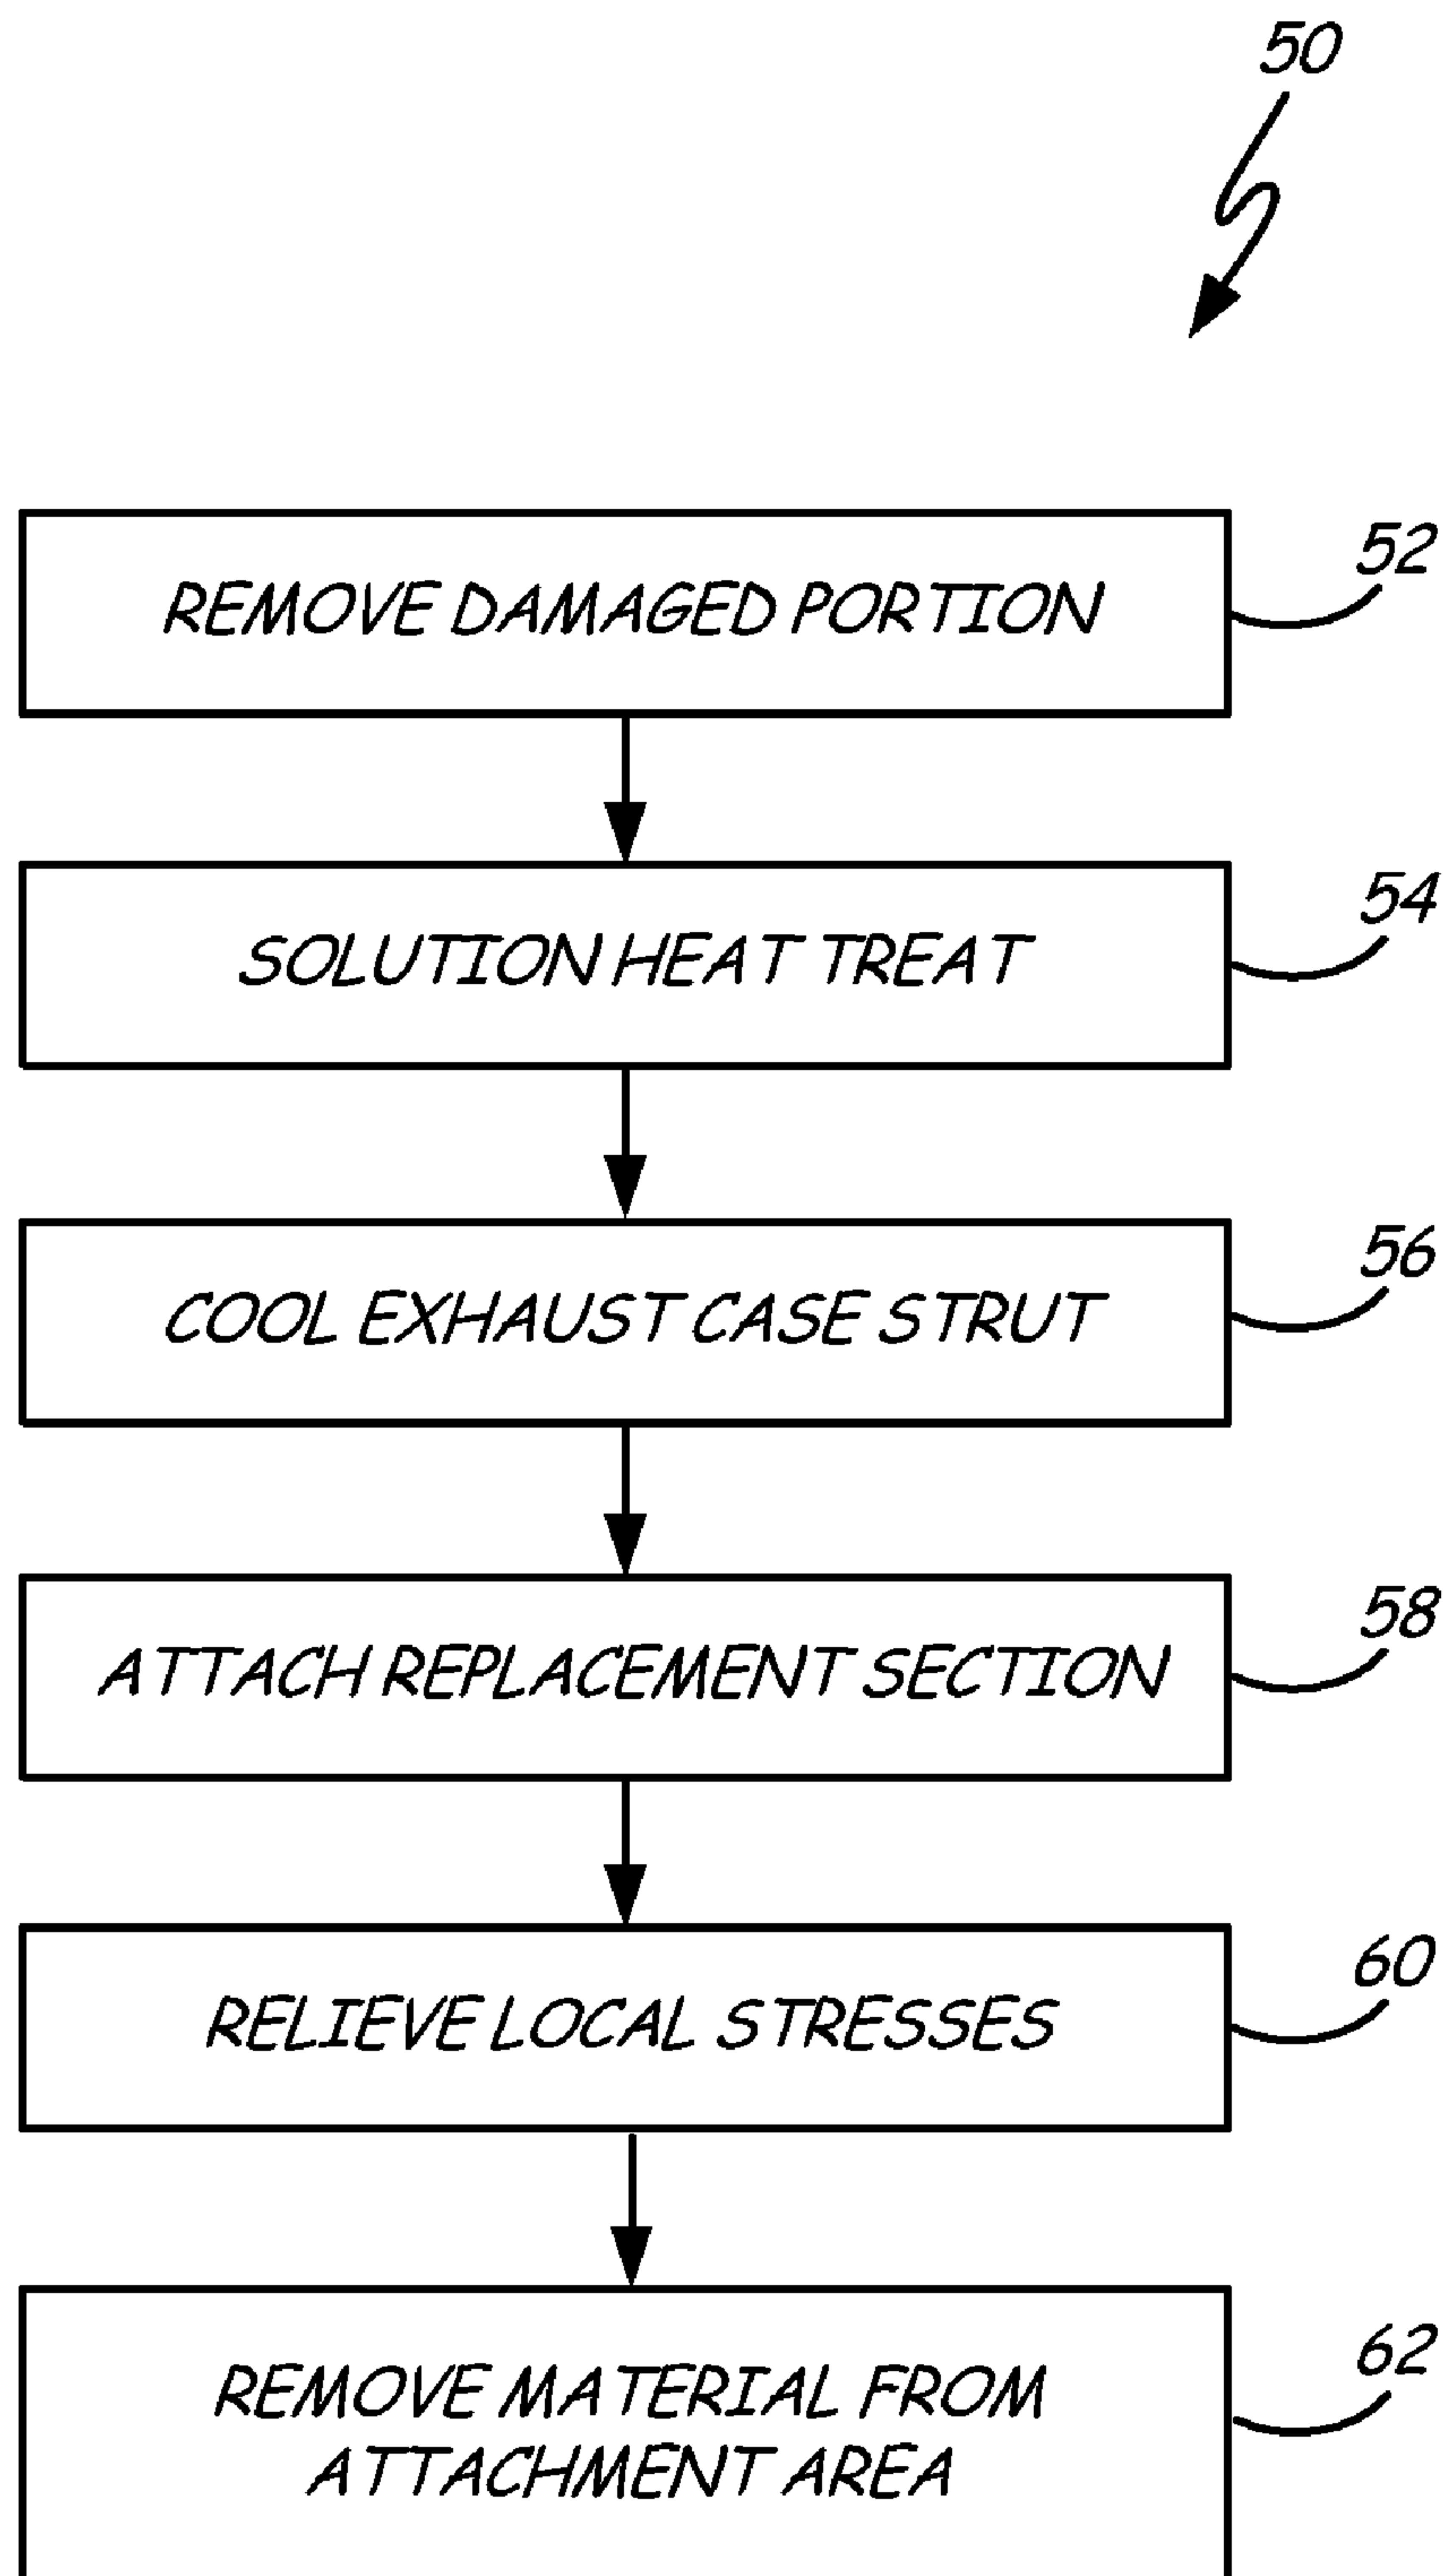 50
REMOVE DAMAGED PORTION
52
SOLUTION HEAT TREAT
54
COOL EXHAUST CASE STRUT
56
ATTACH REPLACEMENT SECTION
58
RELIEVE LOCAL STRESSES
60
REMOVE MATERIAL FROM
ATTACHMENT AREA
62